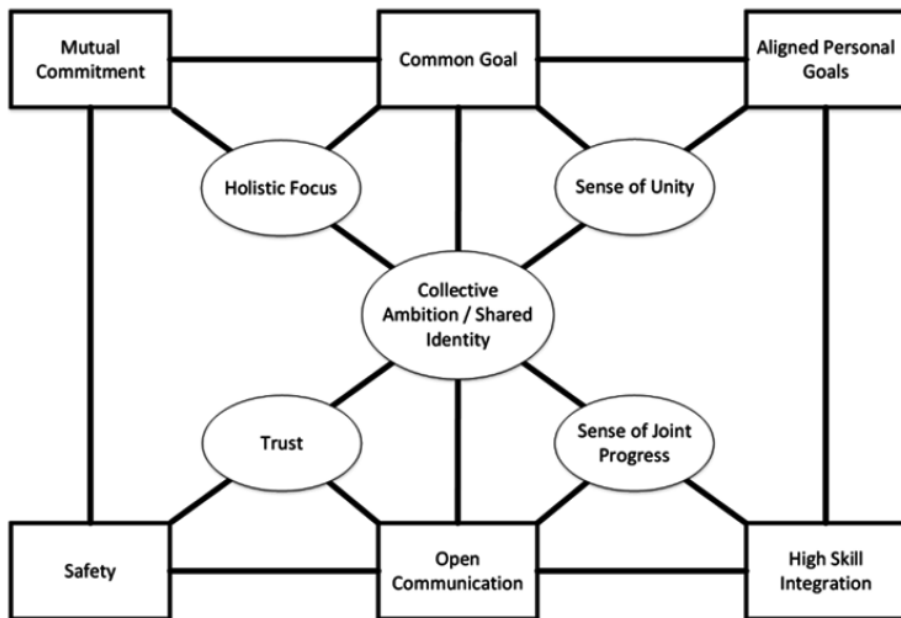 Mutual
Commitment
Common Goal
Aligned Personal
Goals
Holistic Focus
Sense of Unity
Collective
Ambition / Shared
Identity
Trust
Sense of Joint
Progress
Safety
Open
Communication
High Skill
Integration